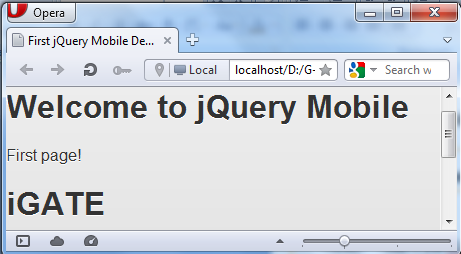 Opera
First jQuery Mobile De...
Local localhost/D:/G- Search w
Welcome to jQuery Mobile
First page!
iGATE